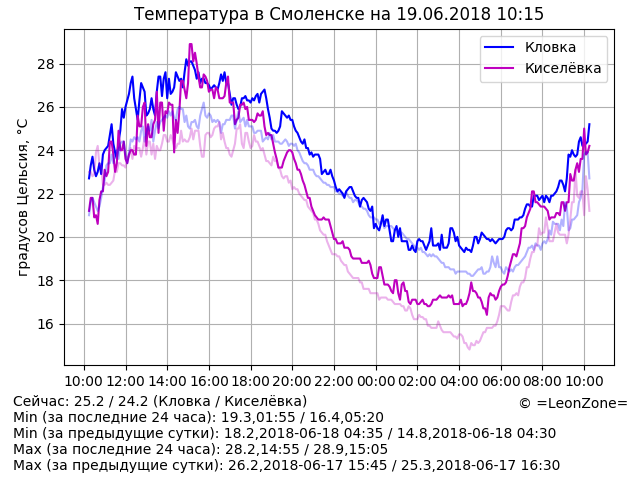 Температура в Смоленске на 19.06.2018 10:15
Кловка
Киселёвка
градусов Цельсия, °C
28
26
24
22
20
18
16
10:00 12:00 14:00 16:00 18:00 20:00 22:00 00:00 02:00 04:00 06:00 08:00 10:00
Сейчас: 25.2 / 24.2 (Кловка / Киселёвка)
© =LeonZone=
Min (за последние 24 часа): 19.3,01:55 / 16.4,05:20
Min (за предыдущие сутки): 18.2,2018-06-18 04:35 / 14.8,2018-06-18 04:30
Max (за последние 24 часа): 28.2,14:55 / 28.9,15:05
Max (за предыдущие сутки): 26.2,2018-06-17 15:45 / 25.3,2018-06-17 16:30